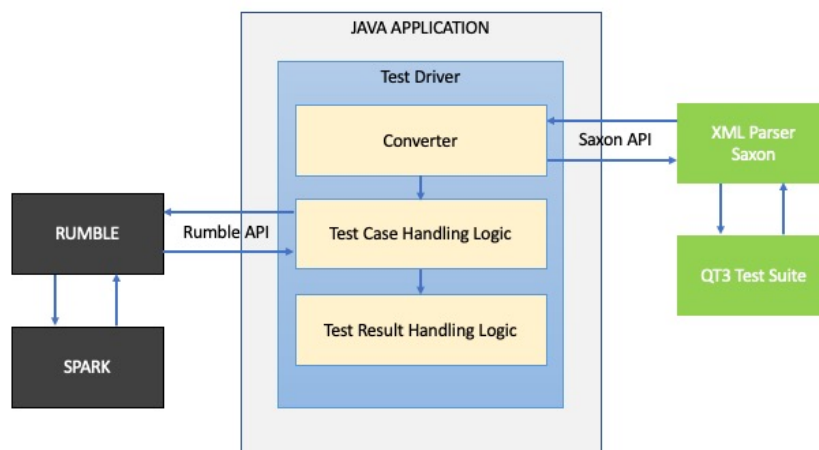 JAVA APPLICATION
Test Driver
Converter
Saxon API
XML Parser
Saxon
RUMBLE
Rumble API
Test Case Handling Logic
QT3 Test Suite
Test Result Handling Logic
SPARK